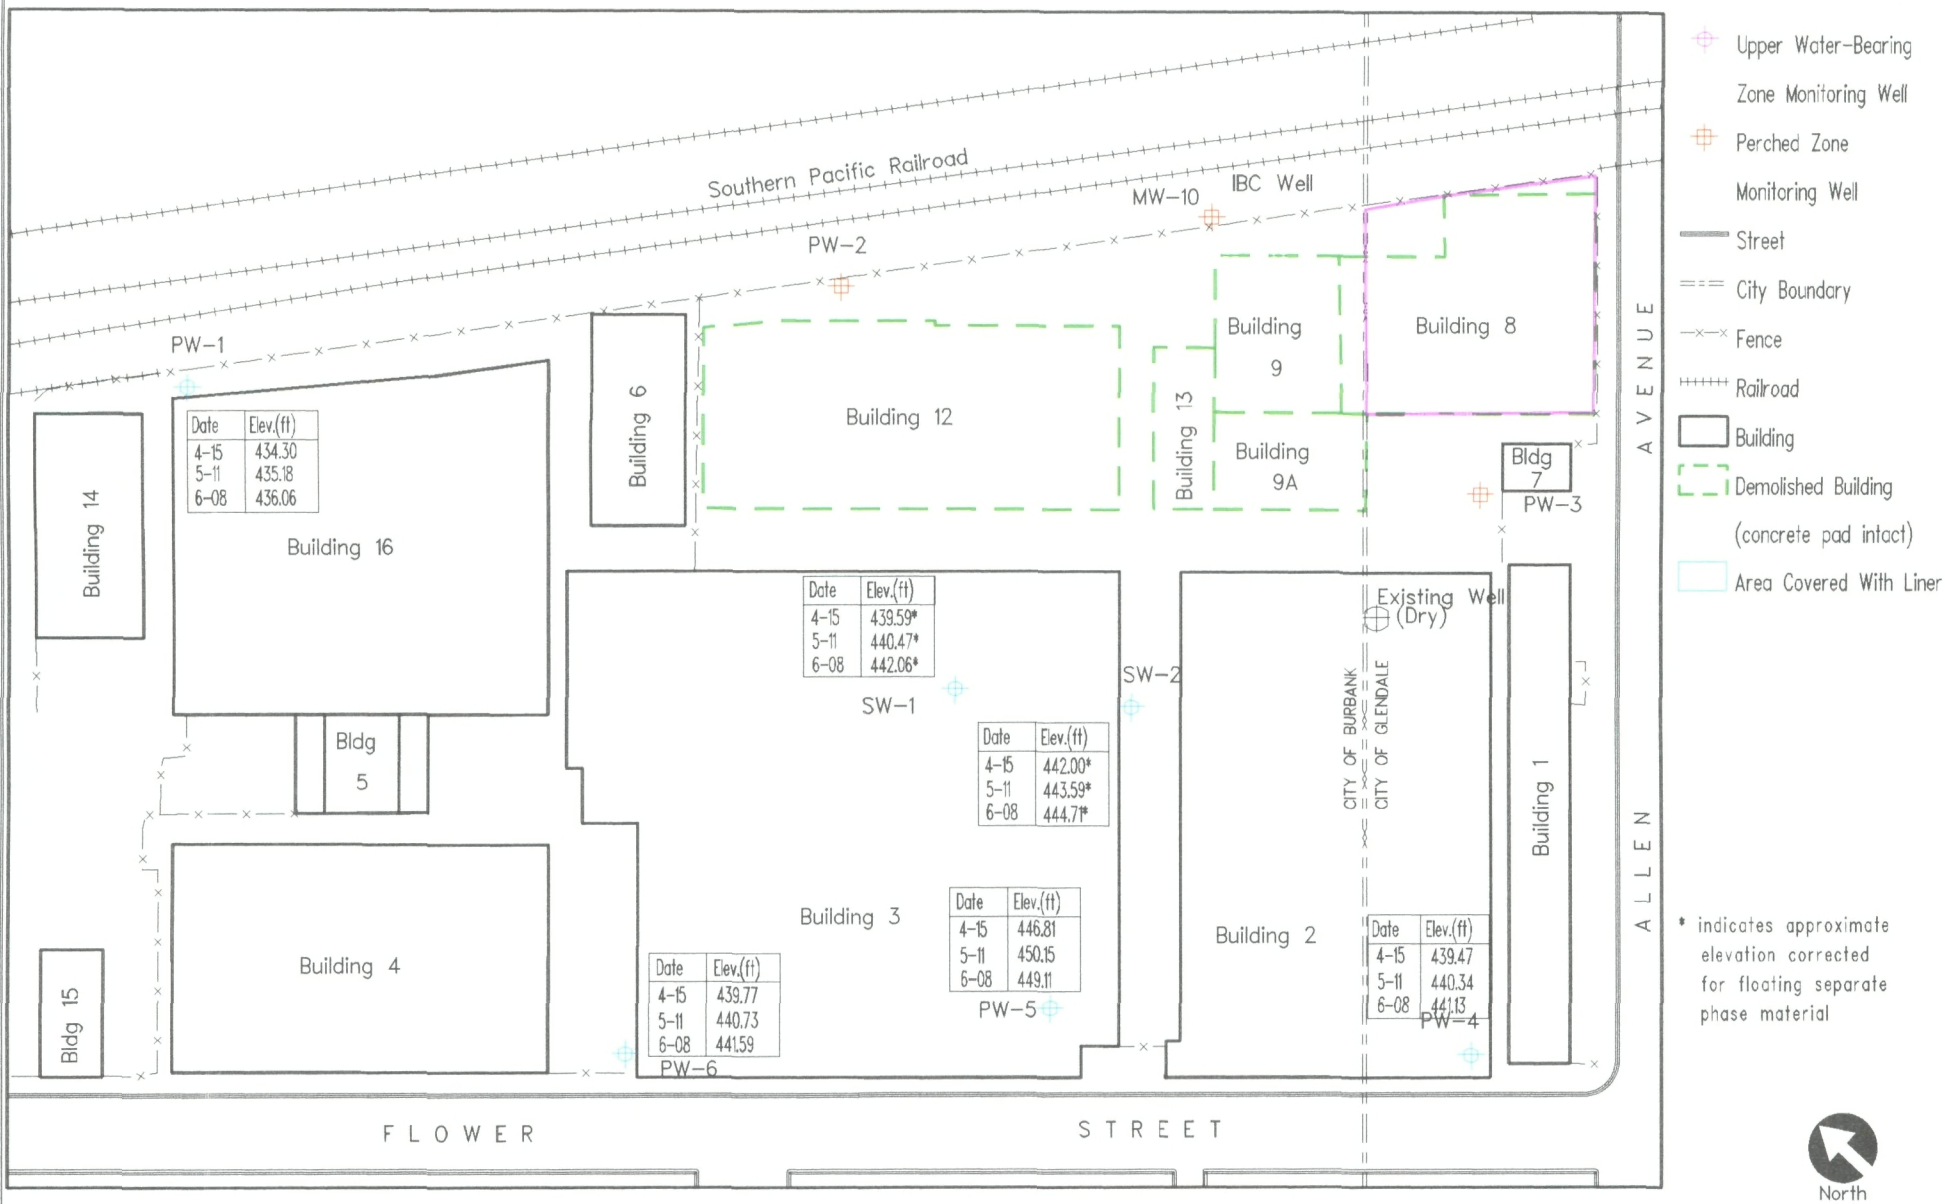 Upper Water-Bearing
Zone Monitoring Well
Perched Zone
Monitoring Well
Street
City Boundary
Fence
Railroad
Building
Demolished Building
(concrete pad intact)
Area Covered With Liner
* indicates approximate
elevation corrected
for floating separate
phase material
North
Southern Pacific Railroad
MW-10
IBC Well
PW-2
PW-1
Date Elev.(ft)
4-15 434.30
5-11 435.18
6-08 436.06
Building 14
Building 16
Building 6
Building 12
Building 13
Building
9
Building
9A
Building 8
Bldg
7
PW-3
AVENUE
ALLEN
Existing Well
(Dry)
Date Elev.(ft)
4-15 439.59*
5-11 440.47*
6-08 442.06*
SW-1
SW-2
Date Elev.(ft)
4-15 442.00*
5-11 443.59*
6-08 444.71*
CITY OF BURBANK
CITY OF GLENDALE
Building 1
Bldg
5
Building 4
Bldg 15
Building 3
Date Elev.(ft)
4-15 446.81
5-11 450.15
6-08 449.11
PW-5
Date Elev.(ft)
4-15 439.77
5-11 440.73
6-08 441.59
PW-6
Building 2
Date Elev.(ft)
4-15 439.47
5-11 440.34
6-08 441.13
PW-4
FLOWER STREET